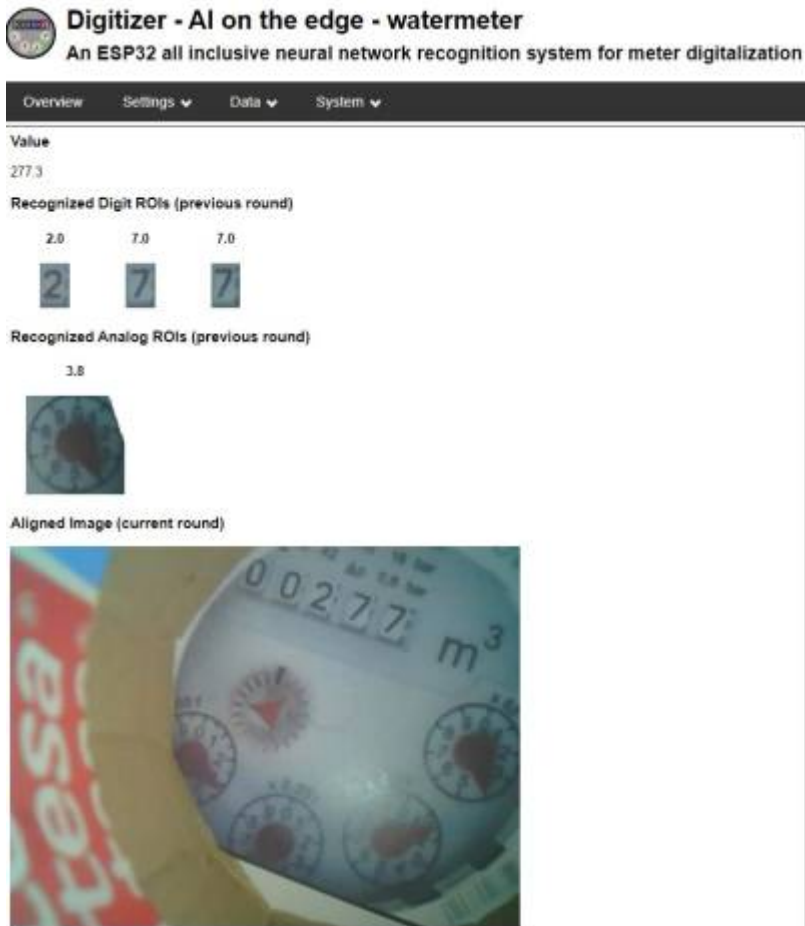 Digitizer - AI on the edge - watermeter
An ESP32 all inclusive neural network recognition system for meter digitalization
Overview Settings Data System
Value
277.3
Recognized Digit ROIs (previous round)
2.0 7.0 7.0
2 7 7
Recognized Analog ROIs (previous round)
3.8
Aligned Image (current round)
00277 m³